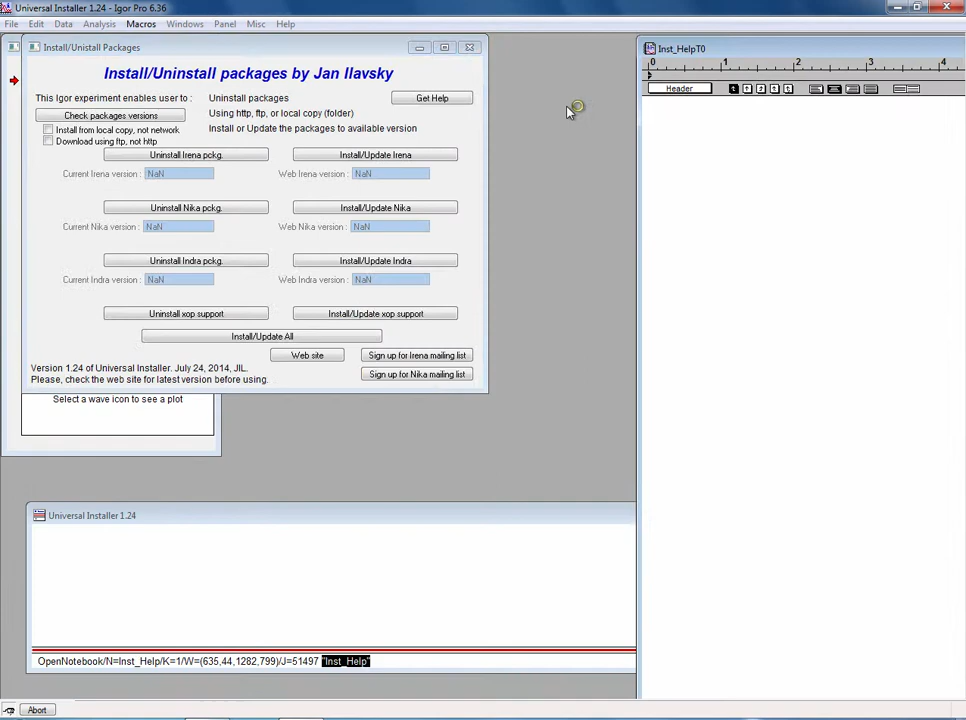 Universal Installer 1.24 - Igor Pro 6.36
File Edit Data Analysis Macros Windows Panel Misc Help
Install/Unistall Packages
Install/Uninstall packages by Jan Ilavsky
This Igor experiment enables user to : Uninstall packages Get Help
Check packages versions Using http, ftp, or local copy (folder)
Install from local copy, not network Install or Update the packages to available version
Download using ftp, not http
Uninstall Irena pckg. Install/Update Irena
Current Irena version : NaN Web Irena version : NaN
Uninstall Nika pckg. Install/Update Nika
Current Nika version : NaN Web Nika version : NaN
Uninstall Indra pckg. Install/Update Indra
Current Indra version : NaN Web Indra version : NaN
Uninstall xop support Install/Update xop support
Install/Update All
Web site Sign up for Irena mailing list
Version 1.24 of Universal Installer. July 24, 2014, JIL.
Please, check the web site for latest version before using. Sign up for Nika mailing list
Select a wave icon to see a plot
Inst_HelpT0
0 1 2 3 4
Header
Universal Installer 1.24
OpenNotebook/N=Inst_Help/K=1/W=(635,44,1282,799)/J=51497 "Inst_Help"
Abort